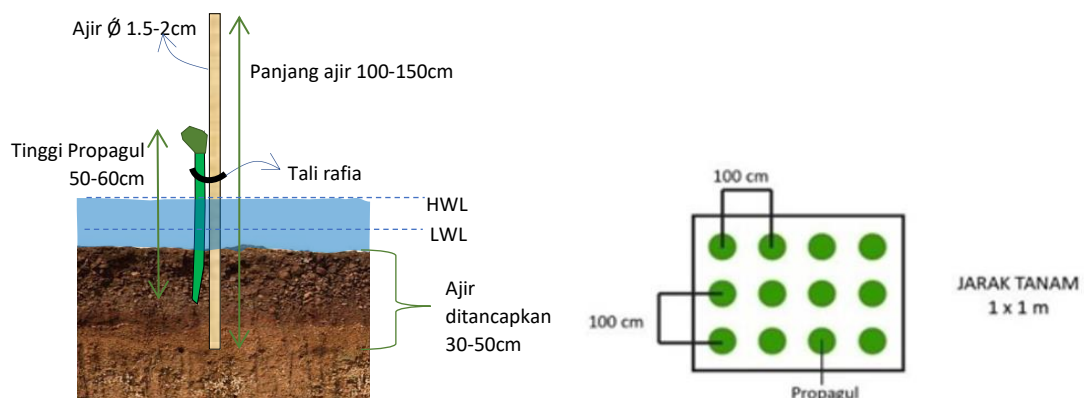 Ajir Ø 1.5-2cm
Panjang ajir 100-150cm
Tinggi Propagul
50-60cm
Tali rafia
HWL
LWL
Ajir
ditancapkan
30-50cm
100 cm
100 cm
JARAK TANAM
1 x 1 m
Propagul